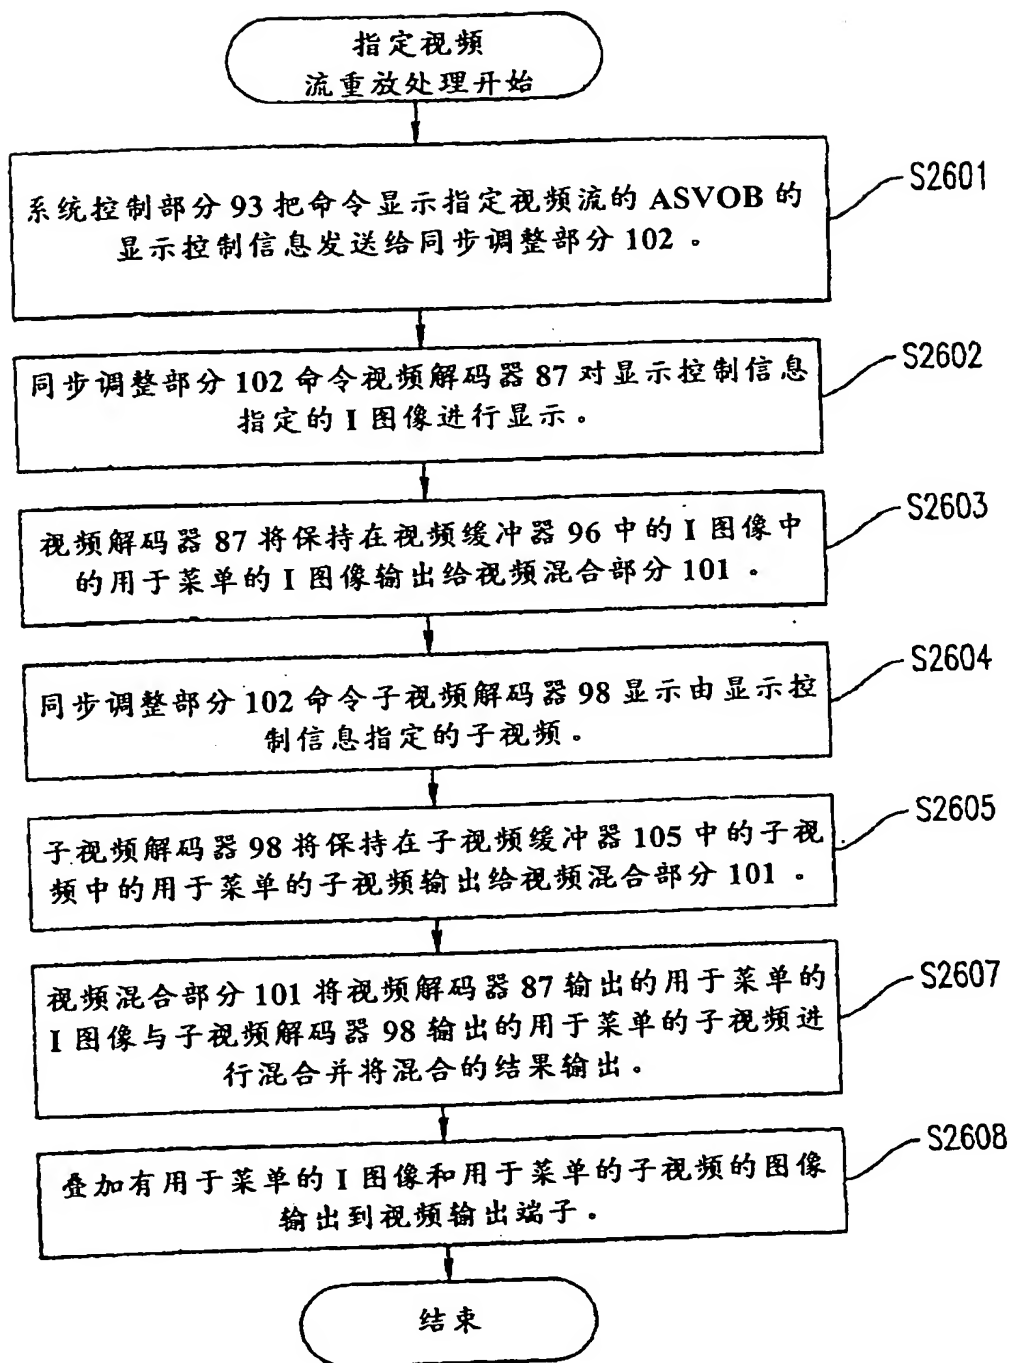 指定视频
流重放处理开始
系统控制部分 93 把命令显示指定视频流的 ASVOB 的
显示控制信息发送给同步调整部分 102 。
S2601
同步调整部分 102 命令视频解码器 87 对显示控制信息
指定的 I 图像进行显示。
S2602
视频解码器 87 将保持在视频缓冲器 96 中的 I 图像中
的用于菜单的 I 图像输出给视频混合部分 101 。
S2603
同步调整部分 102 命令子视频解码器 98 显示由显示控
制信息指定的子视频。
S2604
子视频解码器 98 将保持在子视频缓冲器 105 中的子视
频中的用于菜单的子视频输出给视频混合部分 101 。
S2605
视频混合部分 101 将视频解码器 87 输出的用于菜单的
I 图像与子视频解码器 98 输出的用于菜单的子视频进
行混合并将混合的结果输出。
S2607
叠加有用于菜单的 I 图像和用于菜单的子视频的图像
输出到视频输出端子。
S2608
结束